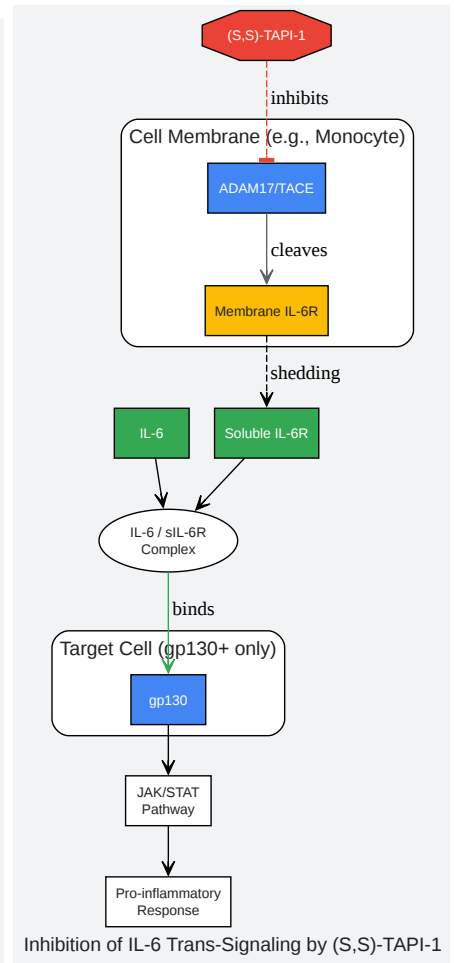 (S,S)-TAPI-1
inhibits
Cell Membrane (e.g., Monocyte)
ADAM17/TACE
cleaves
Membrane IL-6R
shedding
IL-6
Soluble IL-6R
IL-6 / sIL-6R
Complex
binds
Target Cell (gp130+ only)
gp130
JAK/STAT
Pathway
Pro-inflammatory
Response
Inhibition of IL-6 Trans-Signaling by (S,S)-TAPI-1